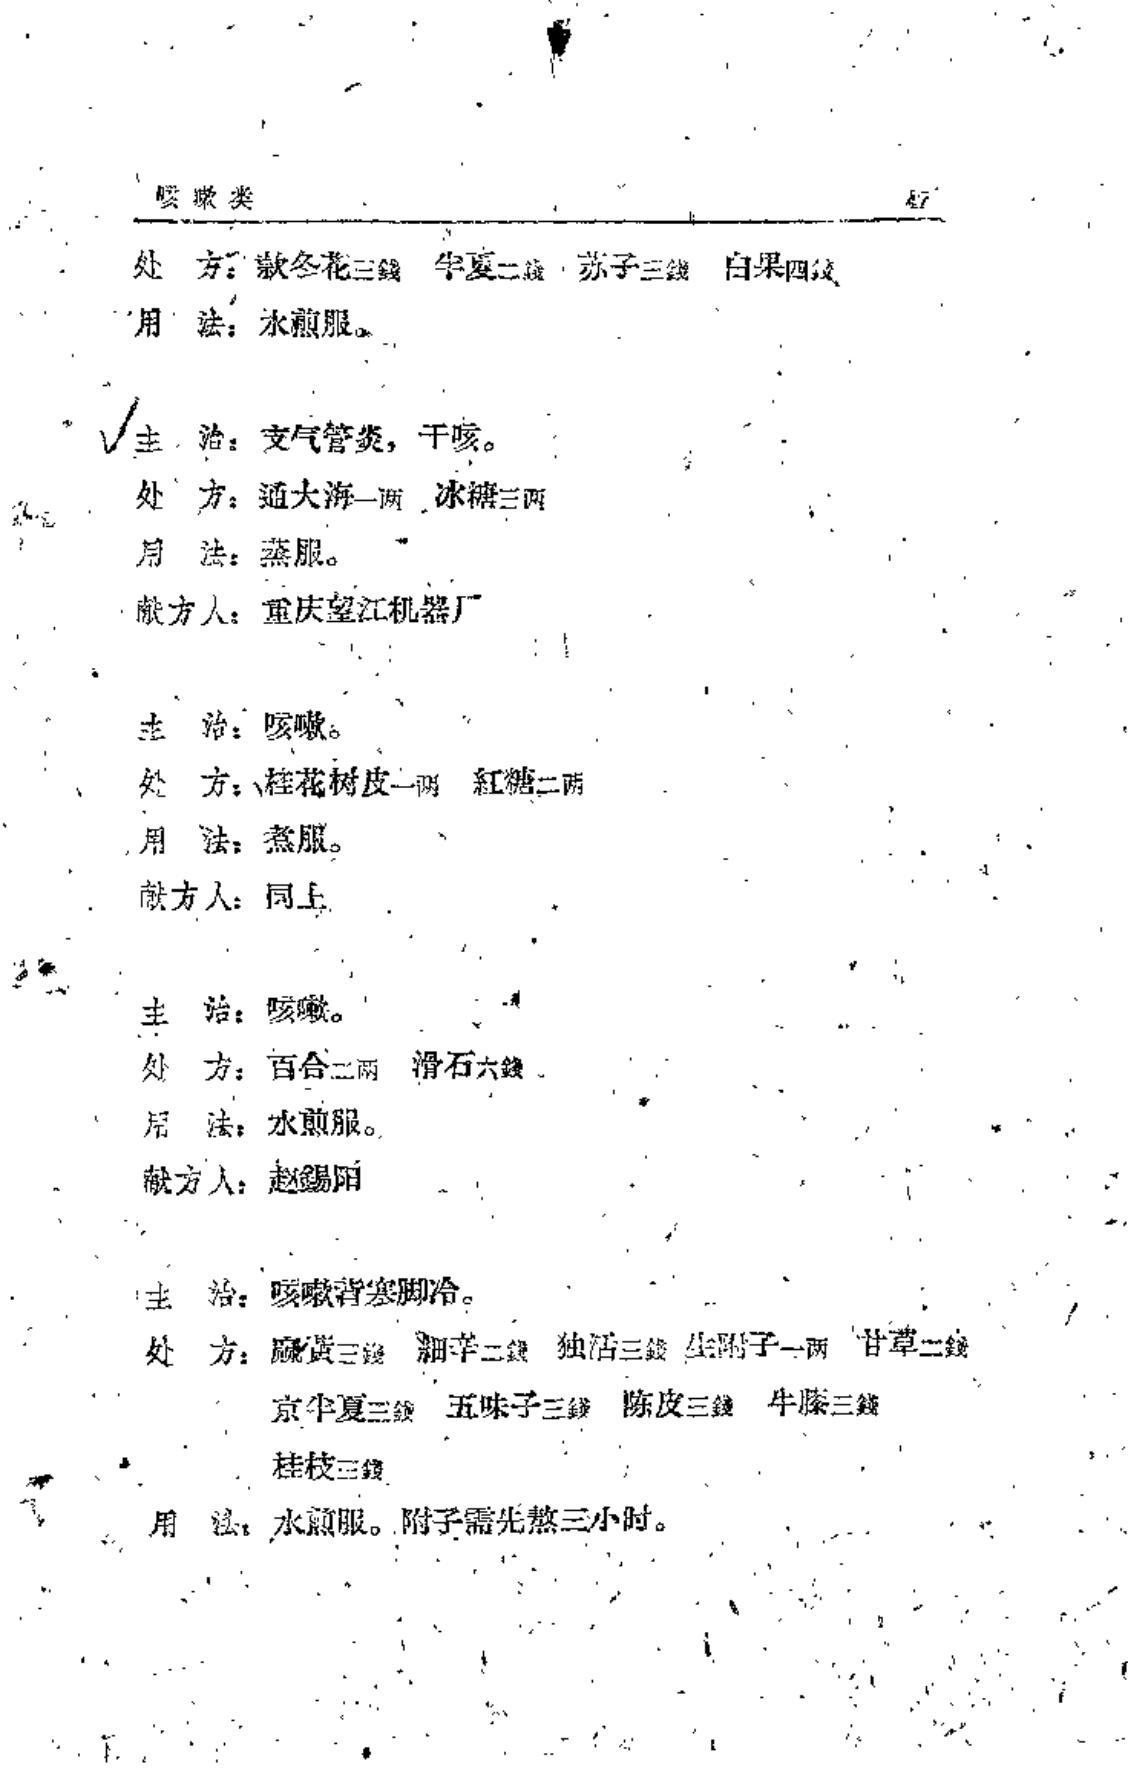 咳嗽类 47
处　方：款冬花三錢　半夏二錢　苏子三錢　白果四錢
用　法：水煎服。
主　治：支气管炎，干咳。
处　方：通大海一两　冰糖三两
用　法：蒸服。
献方人：重庆望江机器厂
主　治：咳嗽。
处　方：桂花树皮一两　紅糖二两
用　法：煮服。
献方人：同上
主　治：咳嗽。
处　方：百合二两　滑石六錢
用　法：水煎服。
献方人：赵錫阳
主　治：咳嗽背寒脚冷。
处　方：麻黄三錢　細辛二錢　独活三錢　生附子一两　甘草二錢
京半夏三錢　五味子三錢　陈皮三錢　牛膝三錢
桂枝三錢
用　法：水煎服。附子需先熬三小时。